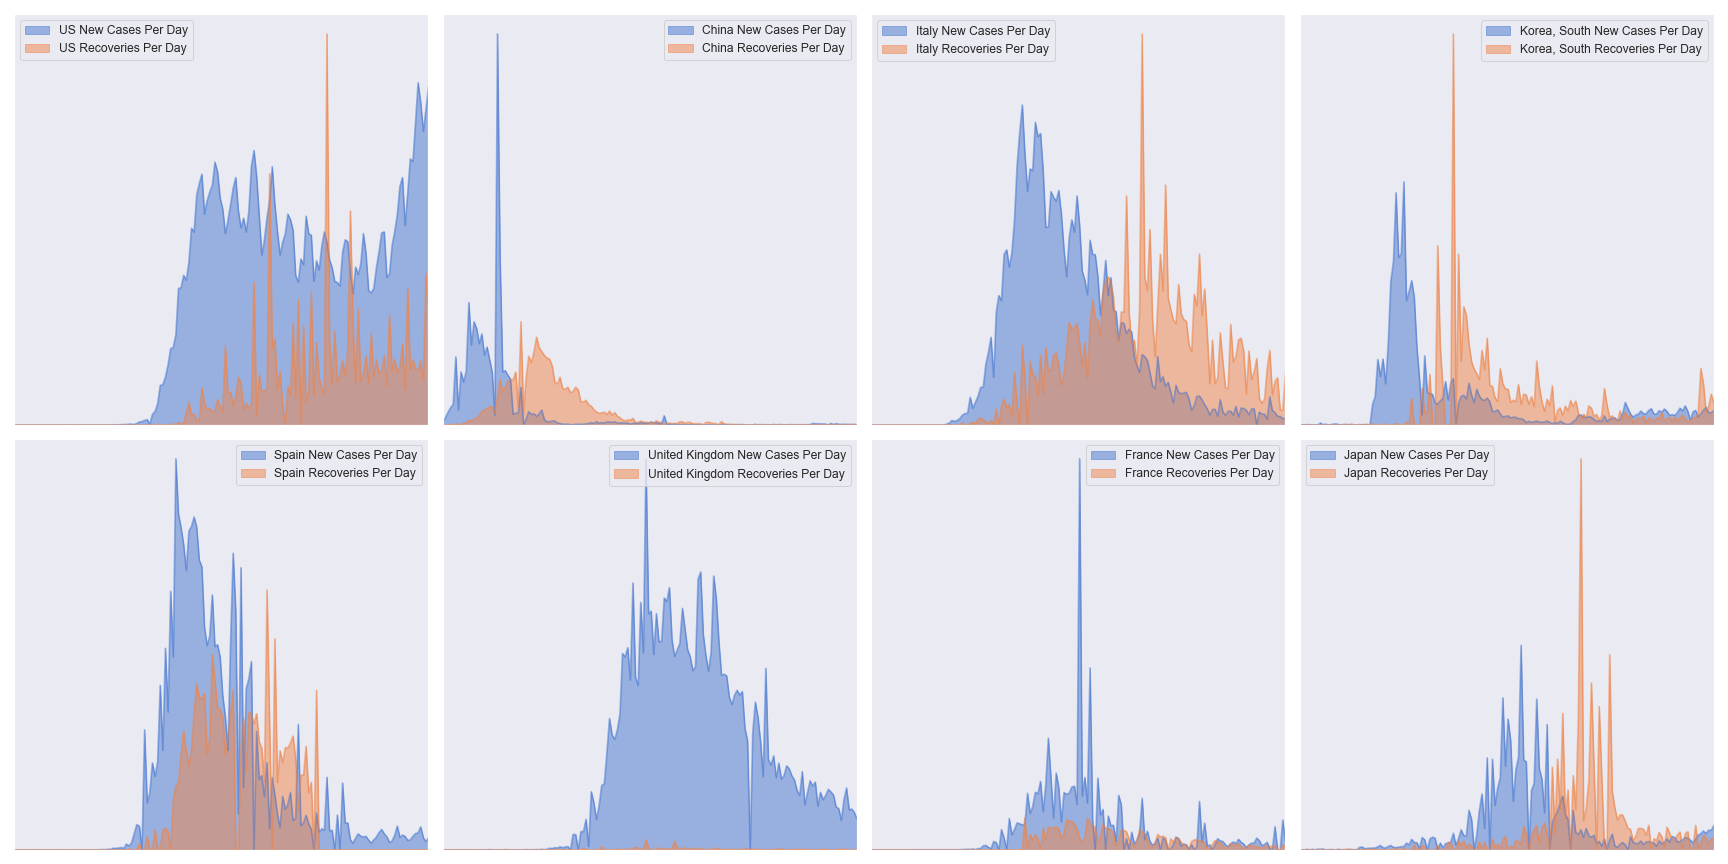 US New Cases Per Day
US Recoveries Per Day
China New Cases Per Day
China Recoveries Per Day
Italy New Cases Per Day
Italy Recoveries Per Day
Korea, South New Cases Per Day
Korea, South Recoveries Per Day
Spain New Cases Per Day
Spain Recoveries Per Day
United Kingdom New Cases Per Day
United Kingdom Recoveries Per Day
France New Cases Per Day
France Recoveries Per Day
Japan New Cases Per Day
Japan Recoveries Per Day